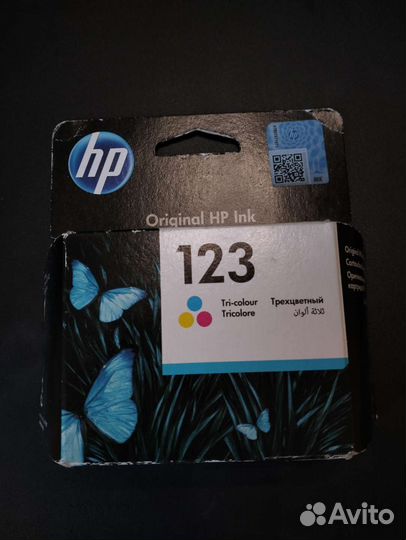 hp
Original HP Ink
123
Tri-colour
Tricolore
Трехцветный
ثلاثة ألوان
Avito